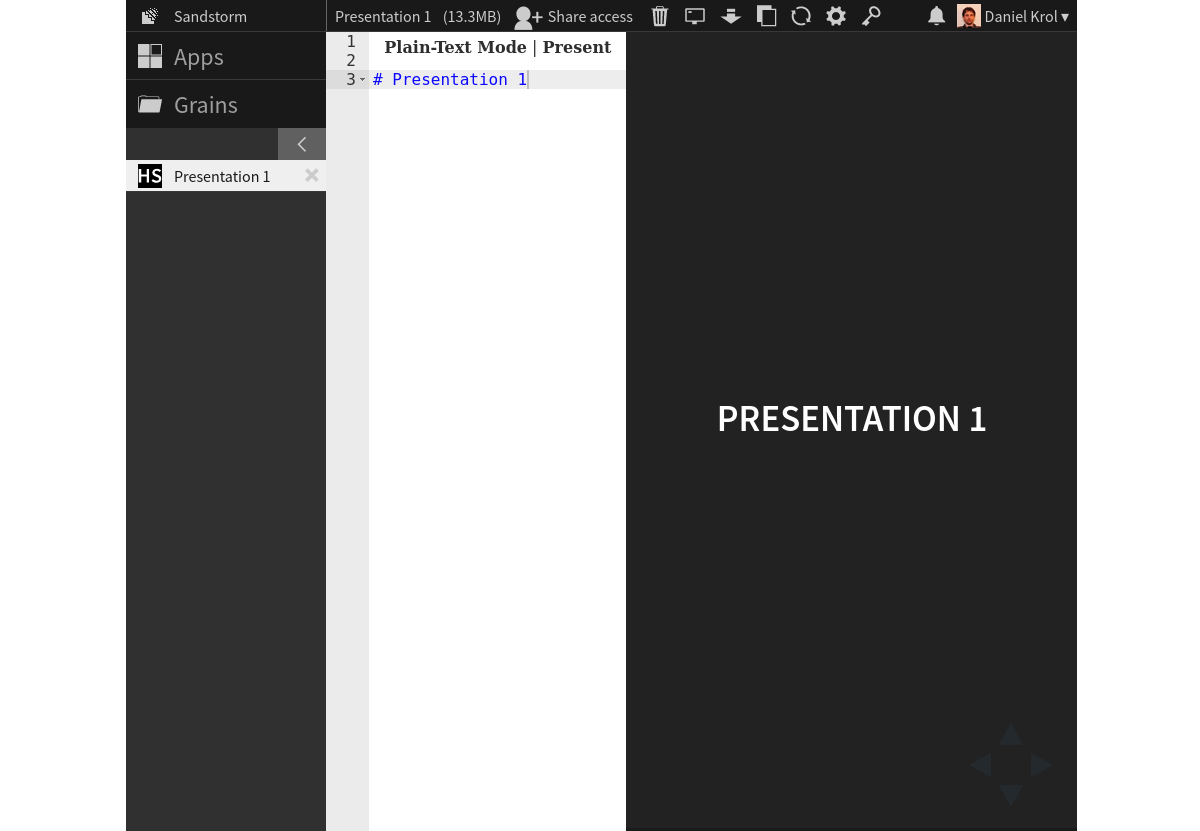 Sandstorm
Presentation 1 (13.3MB) Share access Daniel Krol ▾
Apps
Grains
HS Presentation 1
Plain-Text Mode | Present
1
2
3 # Presentation 1
PRESENTATION 1